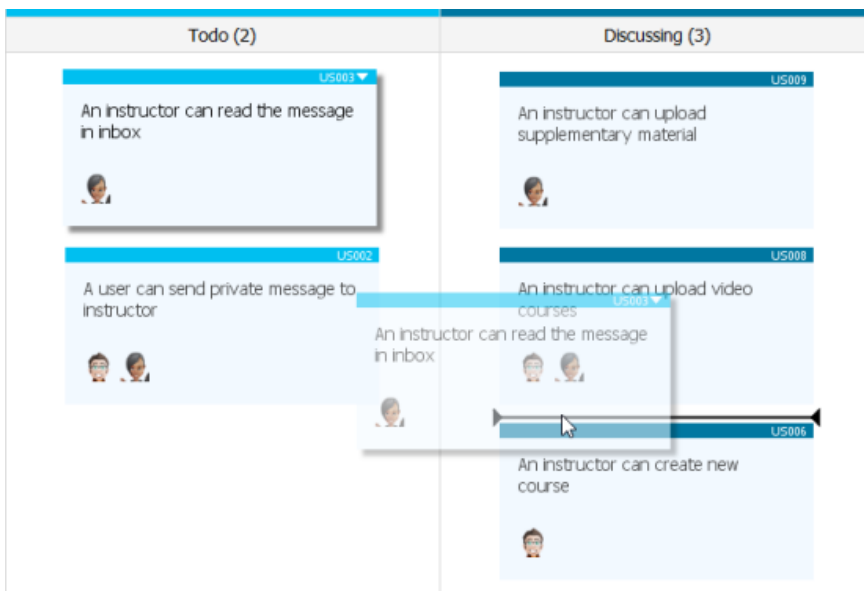 Todo (2)
US003
An instructor can read the message
in inbox
US002
A user can send private message to
instructor
Discussing (3)
US009
An instructor can upload
supplementary material
US008
An instructor can upload video
courses
US003
An instructor can read the message
in inbox
US006
An instructor can create new
course